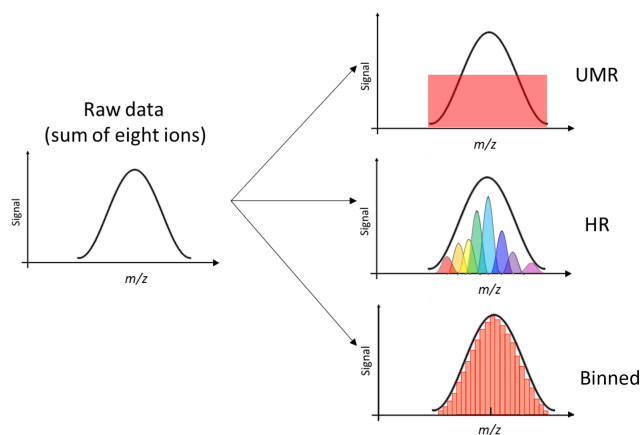 Raw data
(sum of eight ions)
Signal
m/z
Signal
m/z
UMR
Signal
m/z
HR
Signal
m/z
Binned